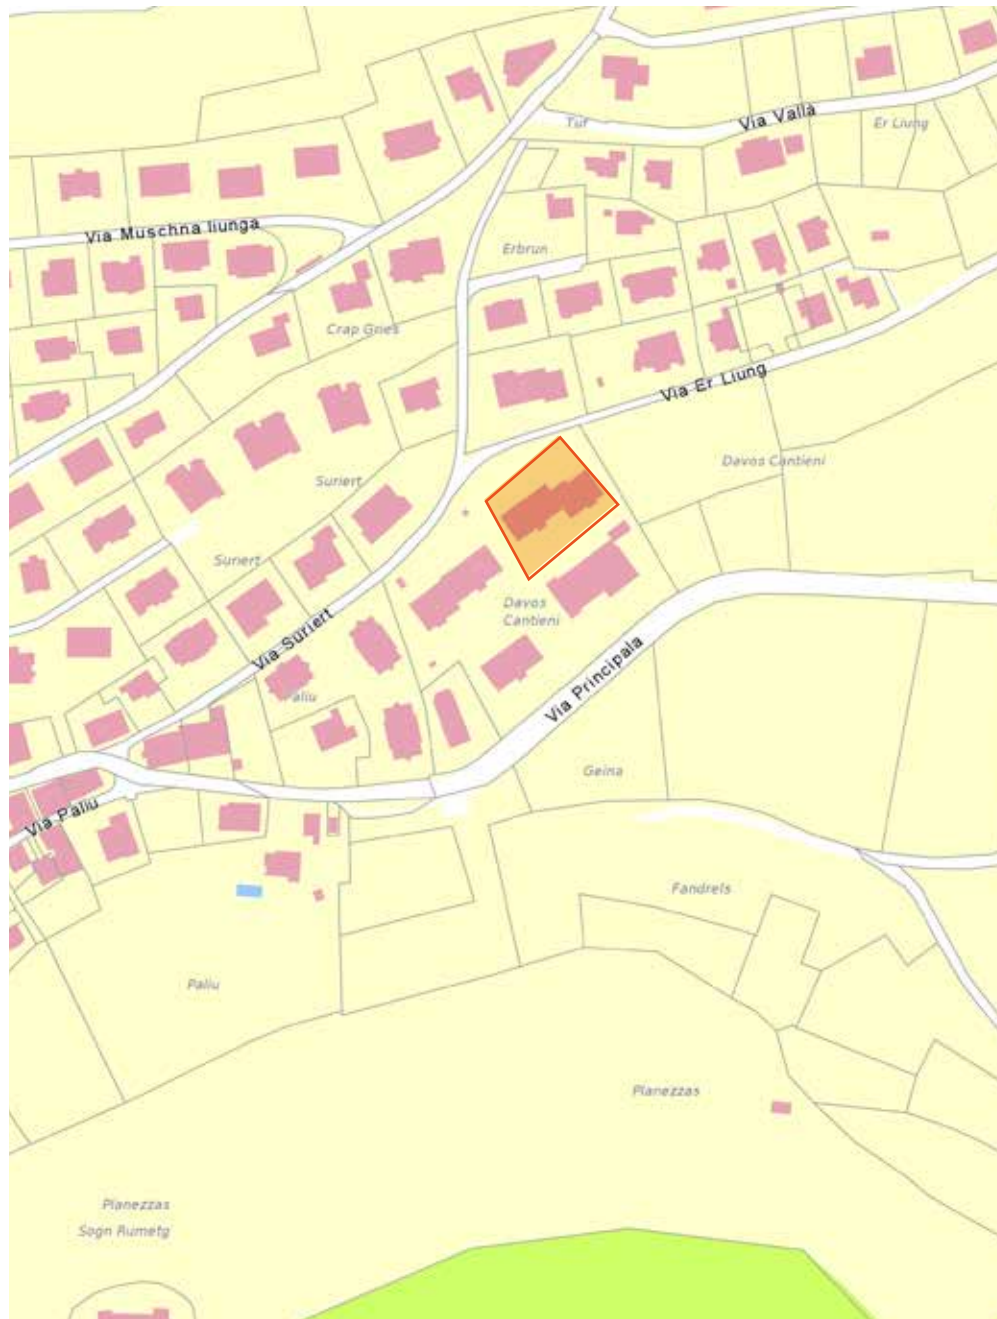 Via Valla
Tuf
Er Liung
Via Muschna liunga
Erbrun
Crap Gries
Via Er Liung
Davos Cantieni
Suriert
Suriert
Davos
Cantieni
Via Suriert
Via Principala
Paliu
Geina
Via Paliu
Fandrels
Paliu
Planezzas
Planezzas
Sogn Rumetg